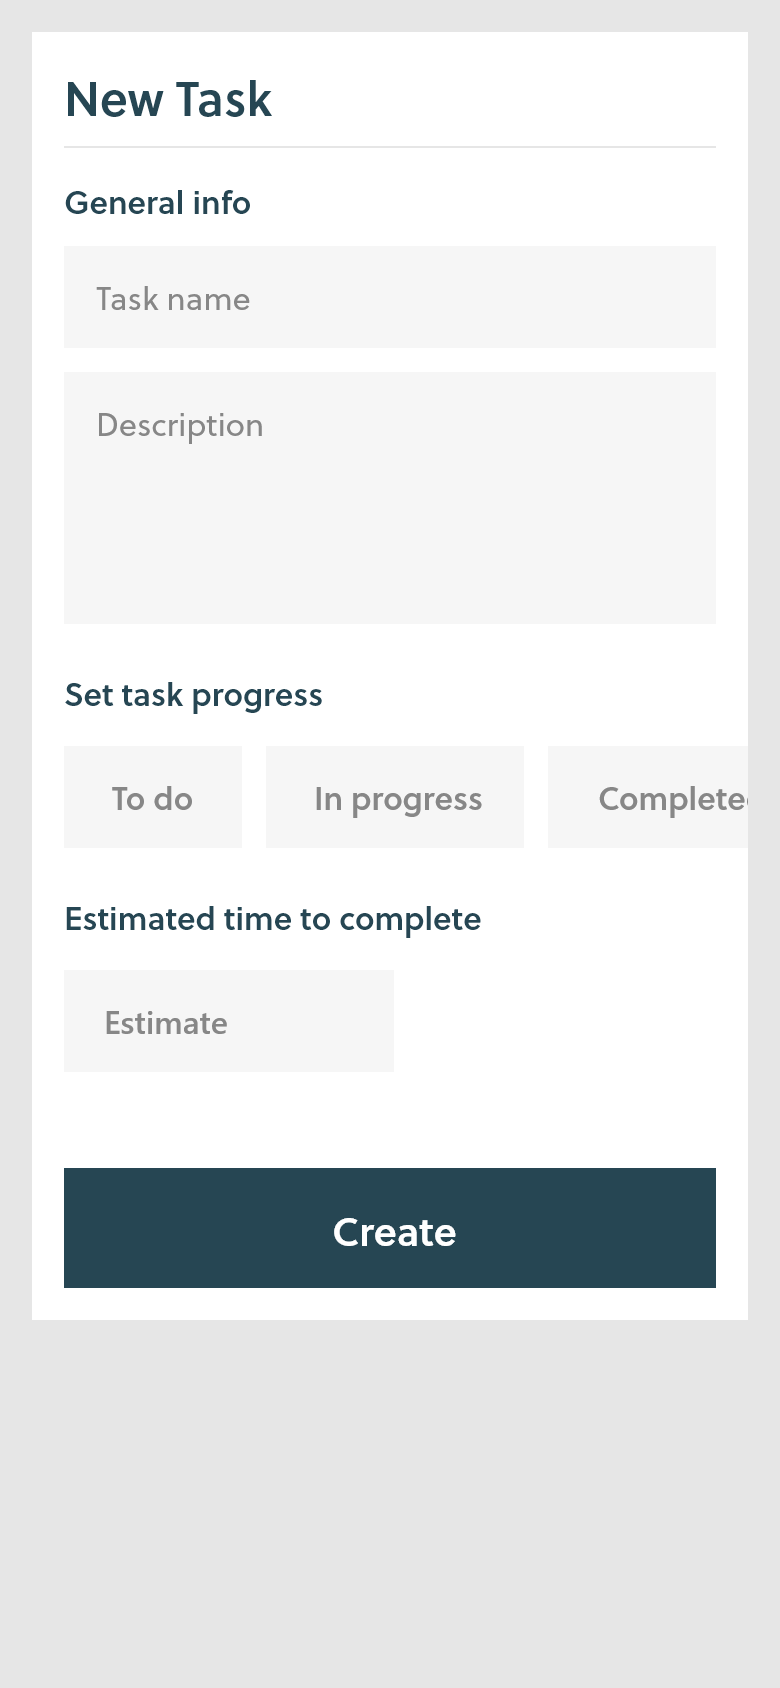 New Task
General info
Task name
Description
Set task progress
To do
In progress
Complete
Estimated time to complete
Estimate
Create